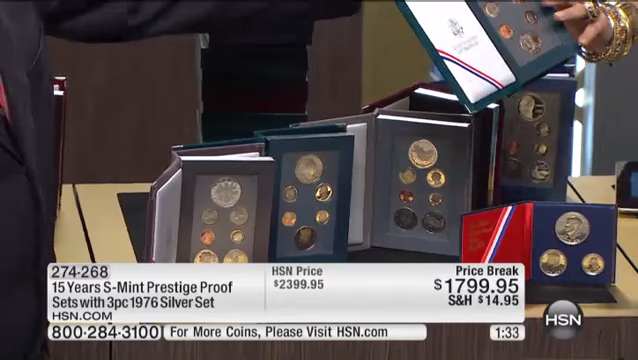 274-268
15 Years S-Mint Prestige Proof
Sets with 3pc 1976 Silver Set
HSN.COM
HSN Price
$2399.95
Price Break
$1799.95
S&H $14.95
800-284-3100
For More Coins, Please Visit HSN.com
1:33
HSN